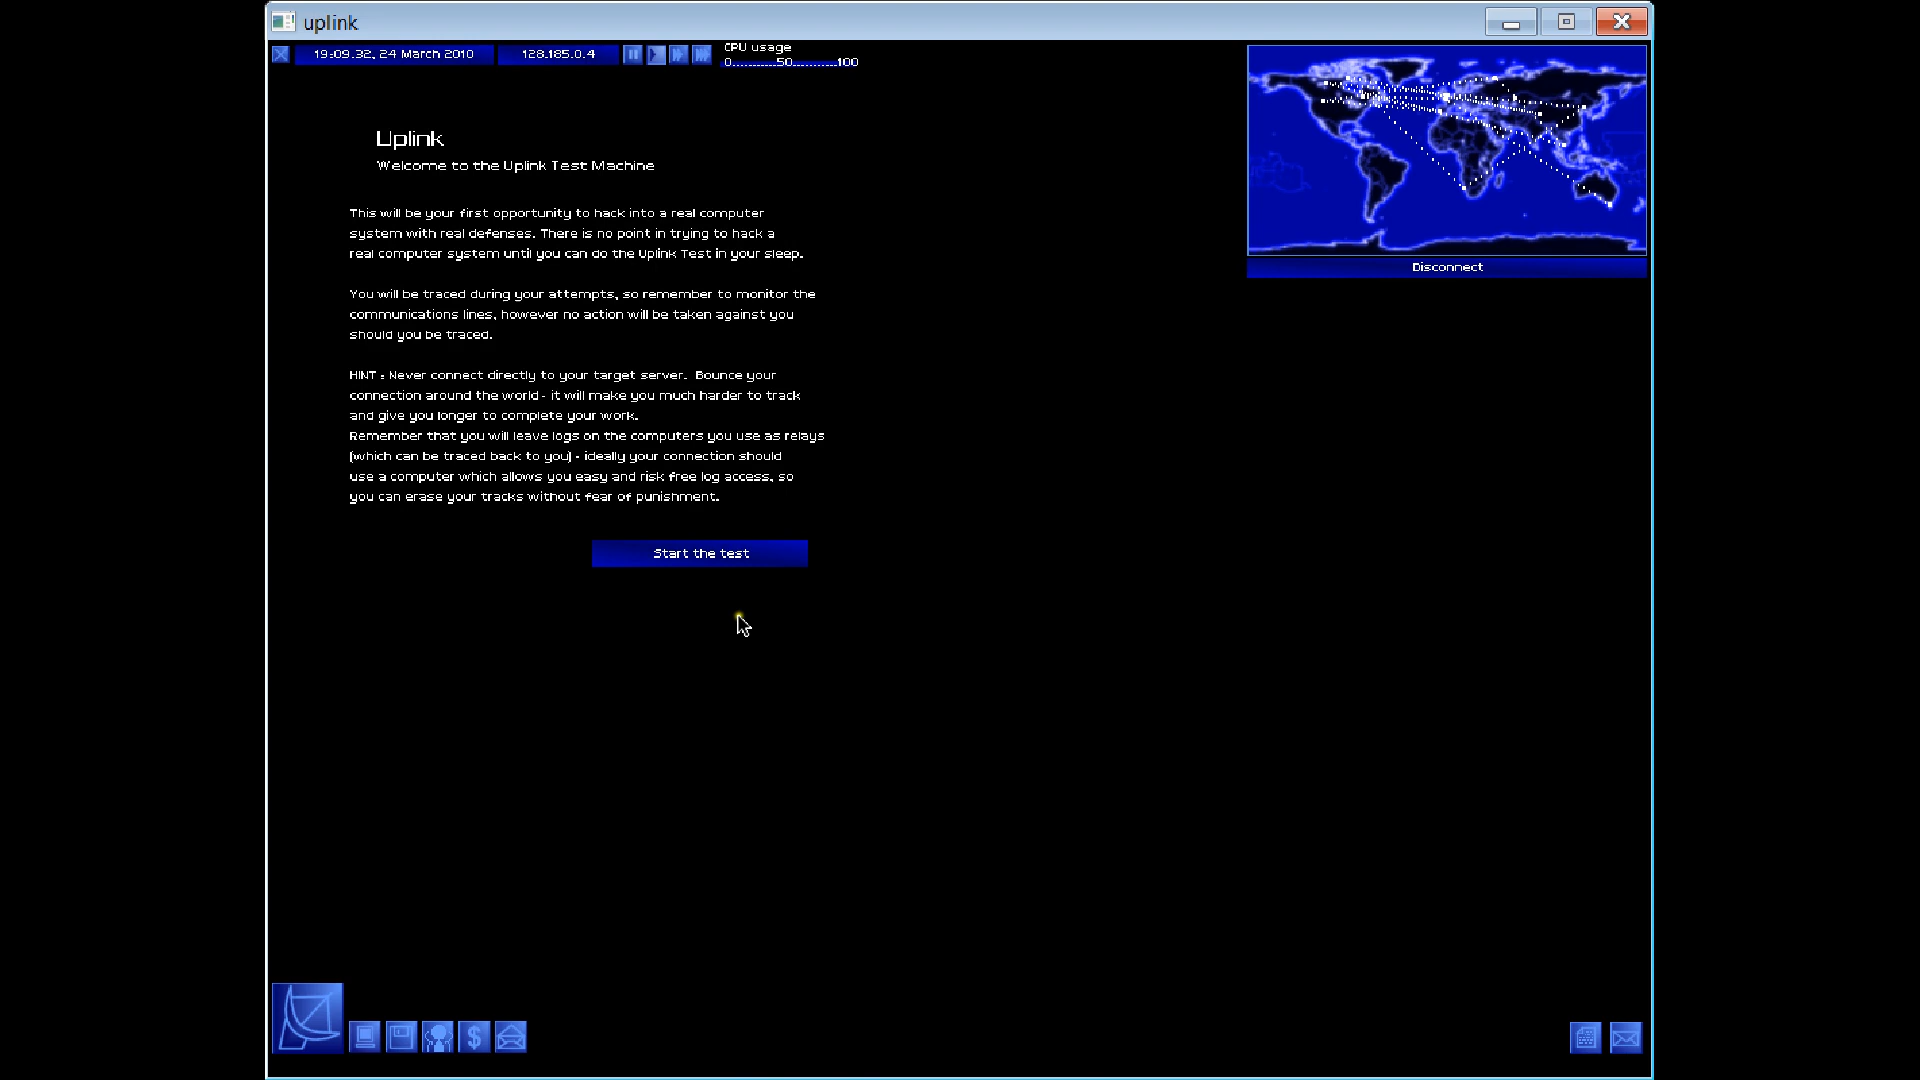 uplink
19:09.32, 24 March 2010
128.185.0.4
CPU usage
0..........50..........100
Uplink
Welcome to the Uplink Test Machine
This will be your first opportunity to hack into a real computer
system with real defenses. There is no point in trying to hack a
real computer system until you can do the Uplink Test in your sleep.
You will be traced during your attempts, so remember to monitor the
communications lines, however no action will be taken against you
should you be traced.
HINT : Never connect directly to your target server.  Bounce your
connection around the world - it will make you much harder to track
and give you longer to complete your work.
Remember that you will leave logs on the computers you use as relays
(which can be traced back to you) - ideally your connection should
use a computer which allows you easy and risk free log access, so
you can erase your tracks without fear of punishment.
Start the test
Disconnect